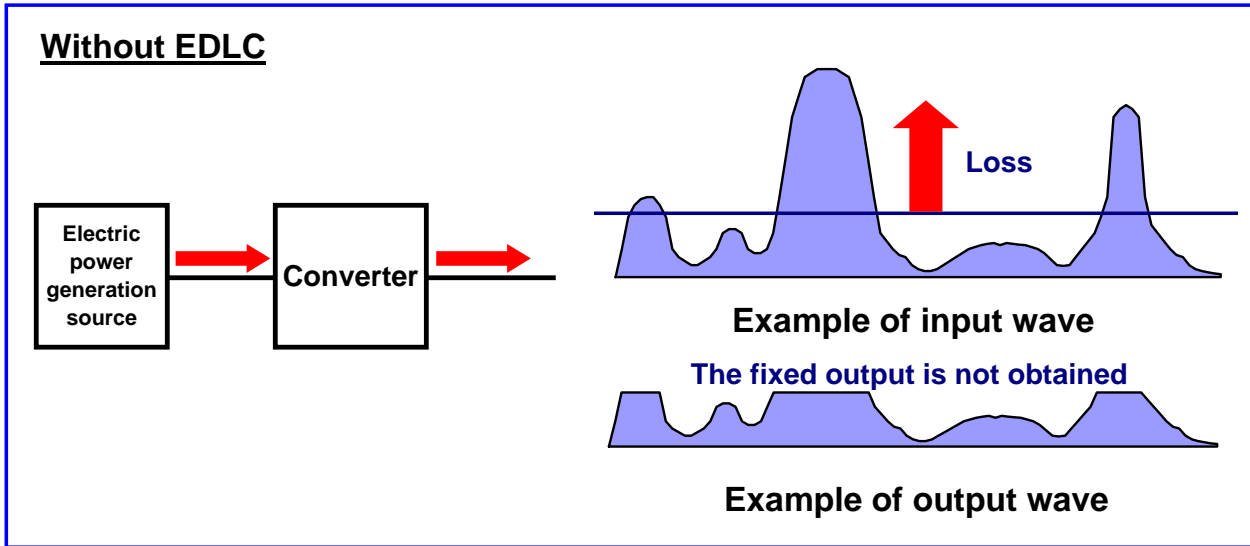 Without EDLC
Electric
power
generation
source
Converter
Loss
Example of input wave
The fixed output is not obtained
Example of output wave